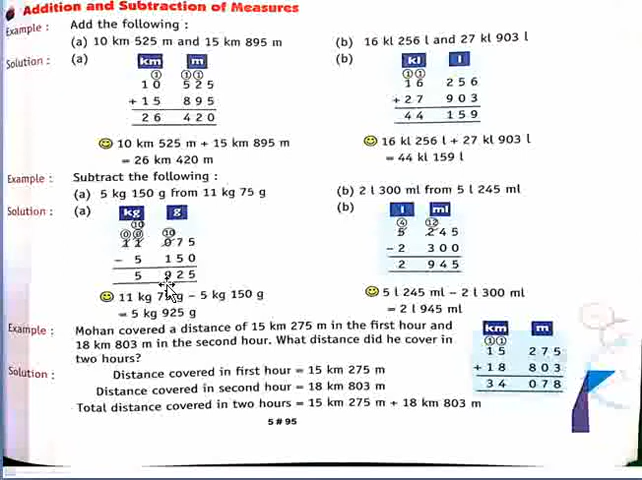 Addition and Subtraction of Measures
Example : Add the following :
(a) 10 km 525 m and 15 km 895 m (b) 16 kl 256 l and 27 kl 903 l
Solution : (a) (b)
km m
① ①①
1 0 5 2 5
+ 1 5 8 9 5
2 6 4 2 0
kl l
①①
1 6 2 5 6
+ 2 7 9 0 3
4 4 1 5 9
10 km 525 m + 15 km 895 m
= 26 km 420 m
16 kl 256 l + 27 kl 903 l
= 44 kl 159 l
Example : Subtract the following :
(a) 5 kg 150 g from 11 kg 75 g (b) 2 l 300 ml from 5 l 245 ml
Solution : (a) (b)
kg g
⑩
⓪⓪ ⑩
1 1 0 7 5
– 5 1 5 0
5 9 2 5
l ml
④ ⑫
5 2 4 5
– 2 3 0 0
2 9 4 5
11 kg 75 g – 5 kg 150 g
= 5 kg 925 g
5 l 245 ml – 2 l 300 ml
= 2 l 945 ml
Example : Mohan covered a distance of 15 km 275 m in the first hour and
18 km 803 m in the second hour. What distance did he cover in
two hours?
Solution : Distance covered in first hour = 15 km 275 m
Distance covered in second hour = 18 km 803 m
Total distance covered in two hours = 15 km 275 m + 18 km 803 m
km m
①①
1 5 2 7 5
+ 1 8 8 0 3
3 4 0 7 8
5 # 95